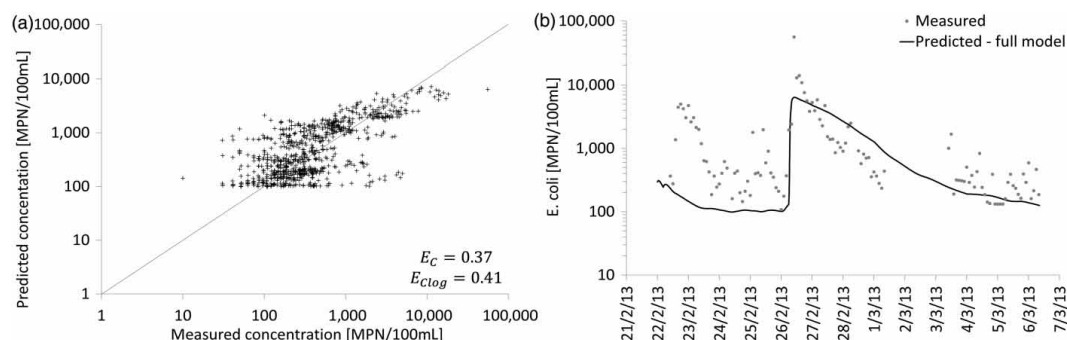 (a)
100,000
10,000
1,000
100
10
1
Predicted concentration [MPN/100mL]
1 10 100 1,000 10,000 100,000
Measured concentration [MPN/100mL]
E_C = 0.37
E_Clog = 0.41
(b)
100,000
10,000
1,000
100
10
E. coli [MPN/100mL]
Measured
Predicted - full model
21/2/13
22/2/13
23/2/13
24/2/13
25/2/13
26/2/13
27/2/13
28/2/13
1/3/13
2/3/13
3/3/13
4/3/13
5/3/13
6/3/13
7/3/13